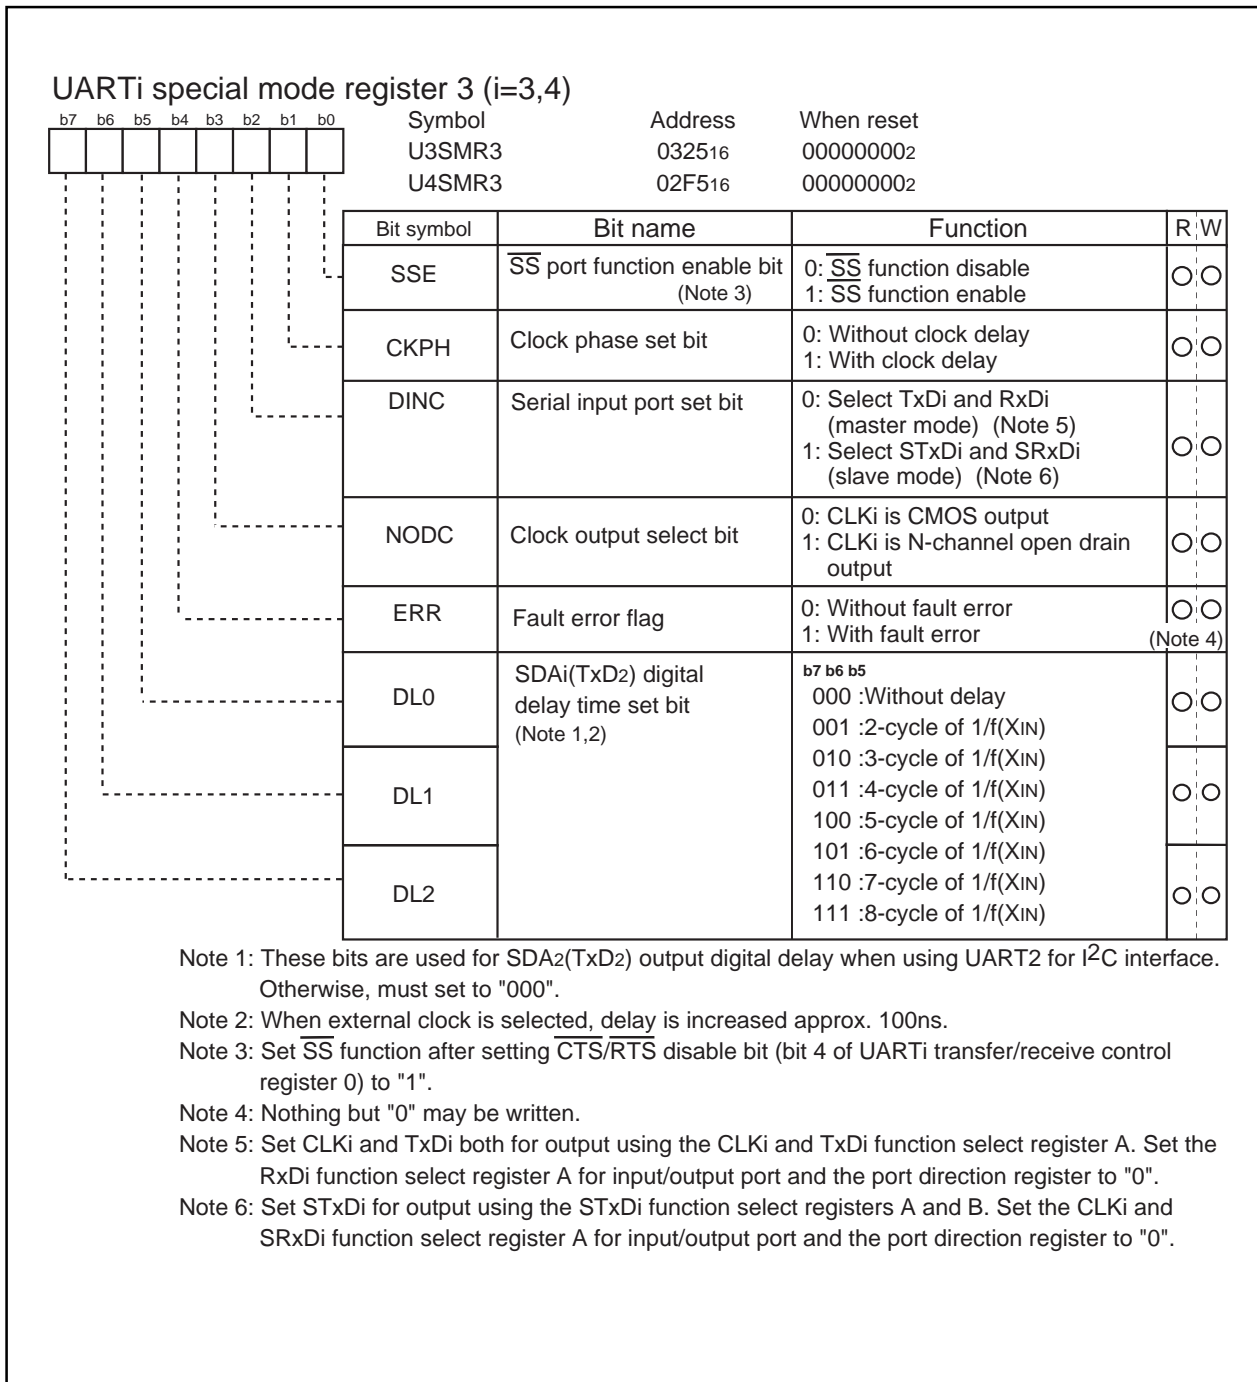 UARTi special mode register 3 (i=3,4)
b7 b6 b5 b4 b3 b2 b1 b0
Symbol Address When reset
U3SMR3 032516 000000002
U4SMR3 02F516 000000002
Bit symbol Bit name Function R W
SSE SS port function enable bit (Note 3) 0: SS function disable
1: SS function enable
CKPH Clock phase set bit 0: Without clock delay
1: With clock delay
DINC Serial input port set bit 0: Select TxDi and RxDi
(master mode) (Note 5)
1: Select STxDi and SRxDi
(slave mode) (Note 6)
NODC Clock output select bit 0: CLKi is CMOS output
1: CLKi is N-channel open drain
output
ERR Fault error flag 0: Without fault error
1: With fault error (Note 4)
DL0 SDAi(TxD2) digital
delay time set bit
(Note 1,2)
b7 b6 b5
000 :Without delay
001 :2-cycle of 1/f(XIN)
010 :3-cycle of 1/f(XIN)
DL1 011 :4-cycle of 1/f(XIN)
100 :5-cycle of 1/f(XIN)
101 :6-cycle of 1/f(XIN)
DL2 110 :7-cycle of 1/f(XIN)
111 :8-cycle of 1/f(XIN)
Note 1: These bits are used for SDA2(TxD2) output digital delay when using UART2 for I2C interface.
Otherwise, must set to "000".
Note 2: When external clock is selected, delay is increased approx. 100ns.
Note 3: Set SS function after setting CTS/RTS disable bit (bit 4 of UARTi transfer/receive control
register 0) to "1".
Note 4: Nothing but "0" may be written.
Note 5: Set CLKi and TxDi both for output using the CLKi and TxDi function select register A. Set the
RxDi function select register A for input/output port and the port direction register to "0".
Note 6: Set STxDi for output using the STxDi function select registers A and B. Set the CLKi and
SRxDi function select register A for input/output port and the port direction register to "0".